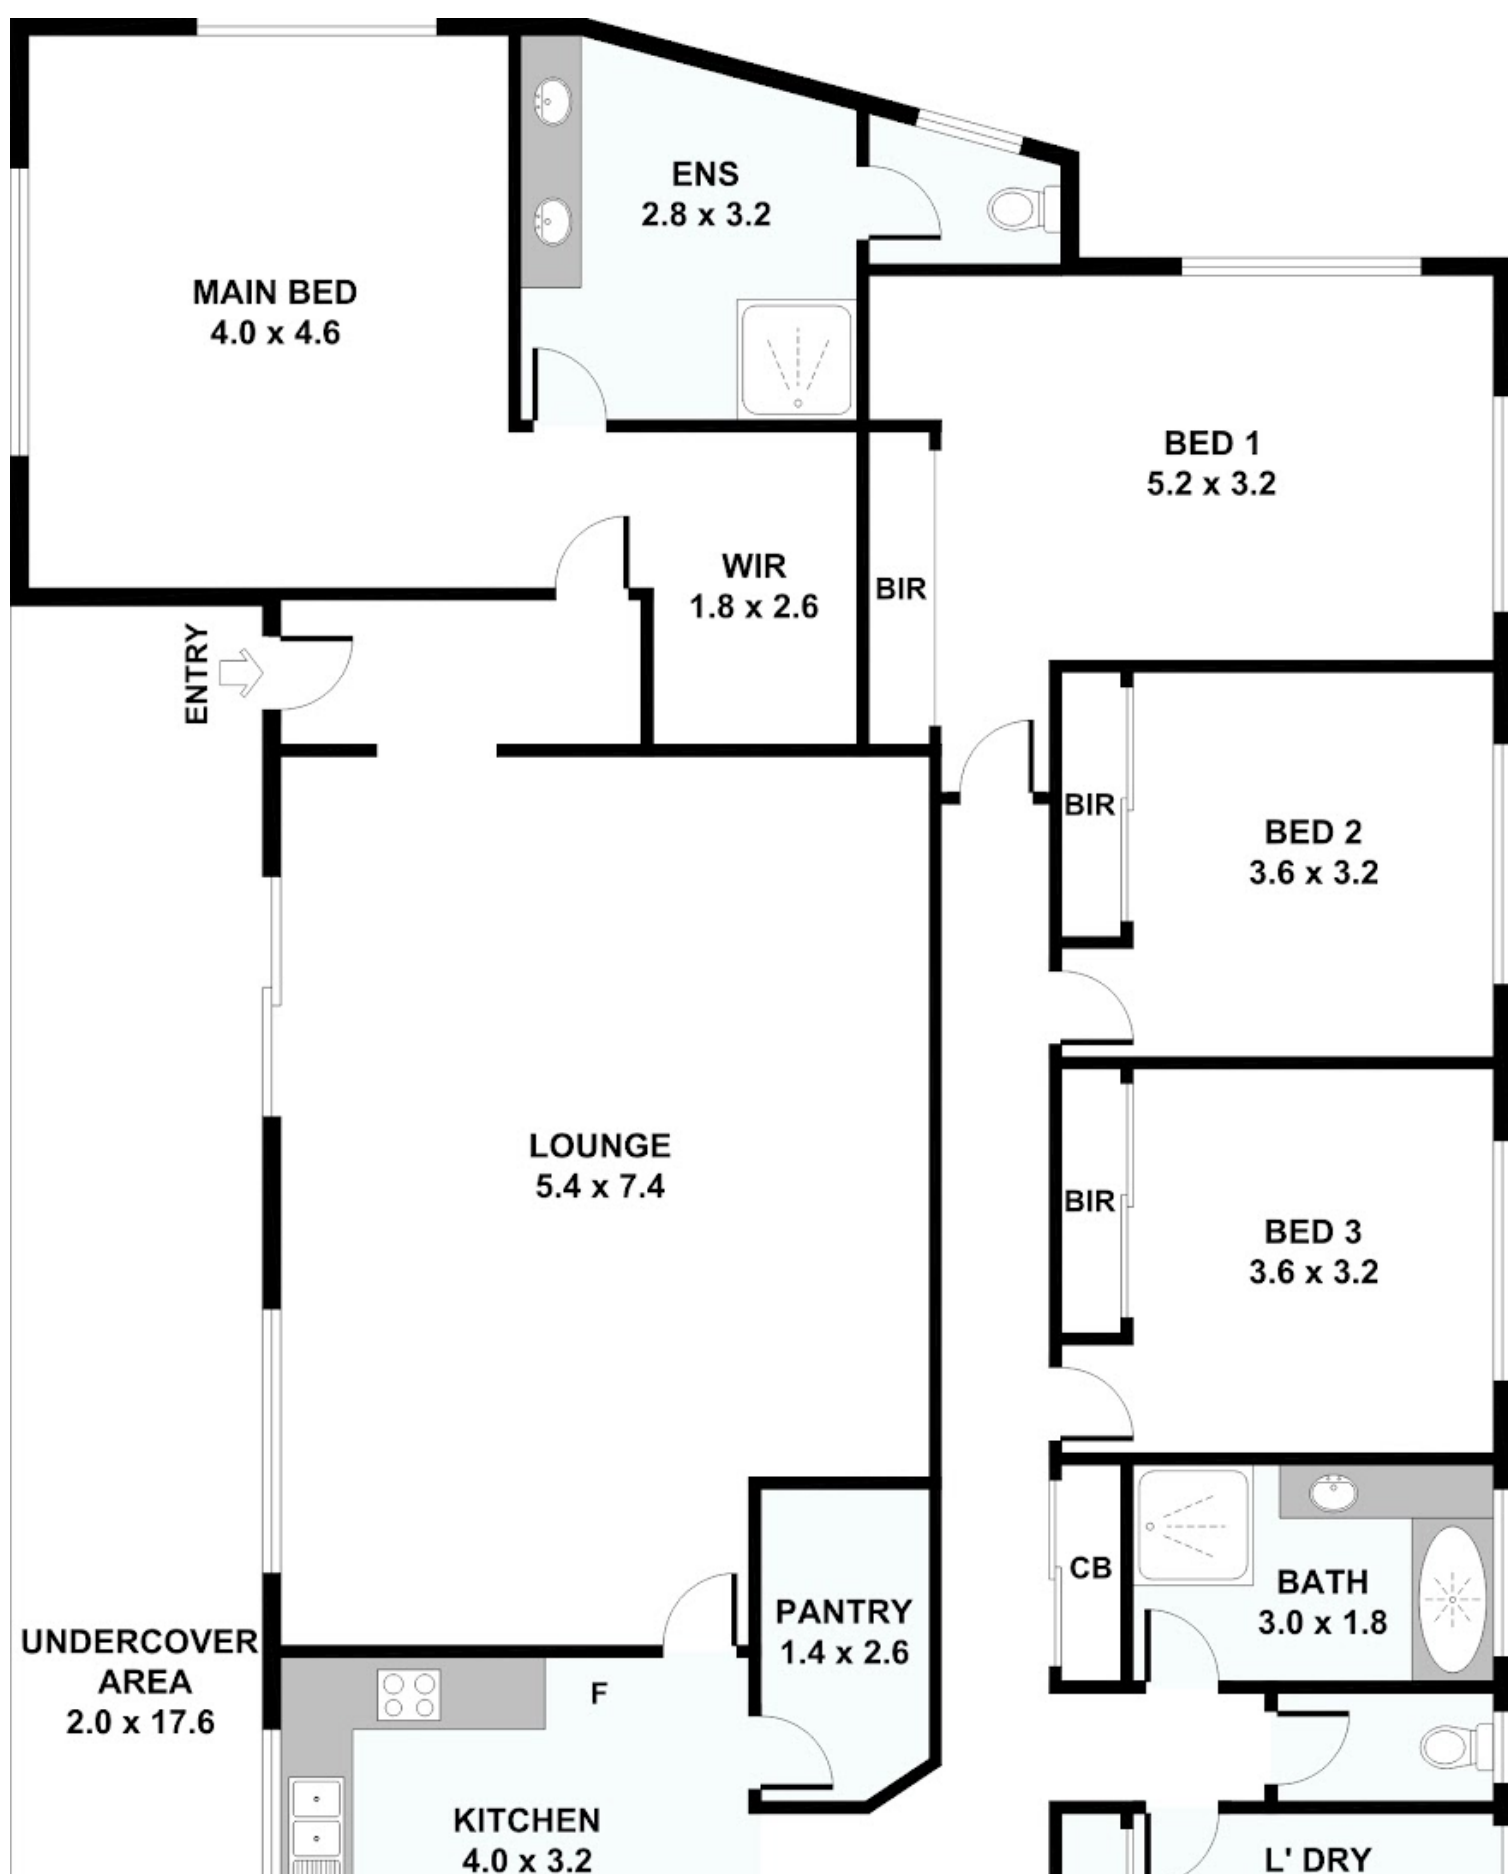 ENS
2.8 x 3.2
MAIN BED
4.0 x 4.6
BED 1
5.2 x 3.2
WIR
1.8 x 2.6
BIR
ENTRY
BIR
BED 2
3.6 x 3.2
LOUNGE
5.4 x 7.4
BIR
BED 3
3.6 x 3.2
CB
BATH
3.0 x 1.8
PANTRY
1.4 x 2.6
UNDERCOVER
AREA
2.0 x 17.6
F
KITCHEN
4.0 x 3.2
L' DRY